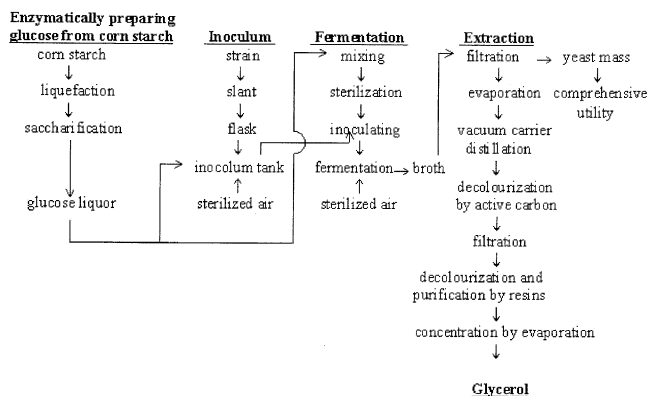 Enzymatically preparing
glucose from corn starch
corn starch
liquefaction
saccharification
glucose liquor
Inoculum
strain
slant
flask
inocolum tank
sterilized air
Fermentation
mixing
sterilization
inoculating
fermentation
sterilized air
broth
Extraction
filtration
yeast mass
comprehensive
utility
evaporation
vacuum carrier
distillation
decolourization
by active carbon
filtration
decolourization and
purification by resins
concentration by evaporation
Glycerol